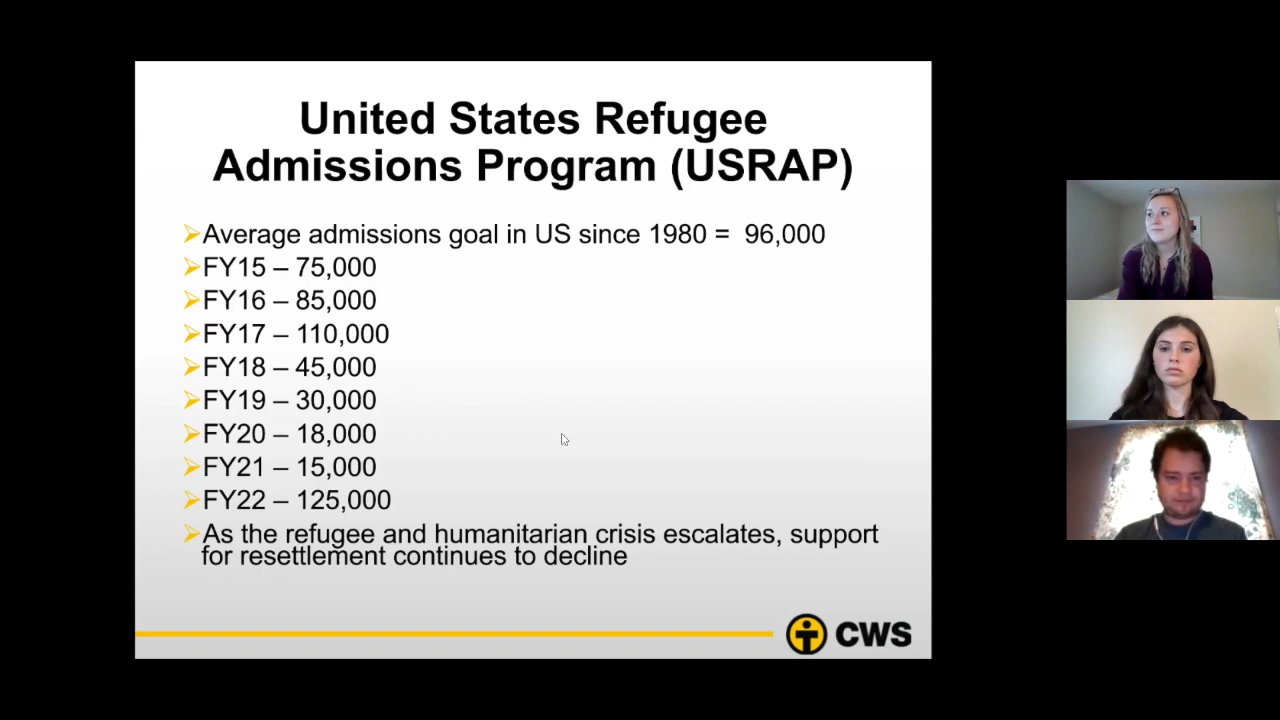 United States Refugee
Admissions Program (USRAP)
Average admissions goal in US since 1980 = 96,000
FY15 – 75,000
FY16 – 85,000
FY17 – 110,000
FY18 – 45,000
FY19 – 30,000
FY20 – 18,000
FY21 – 15,000
FY22 – 125,000
As the refugee and humanitarian crisis escalates, support
for resettlement continues to decline
CWS